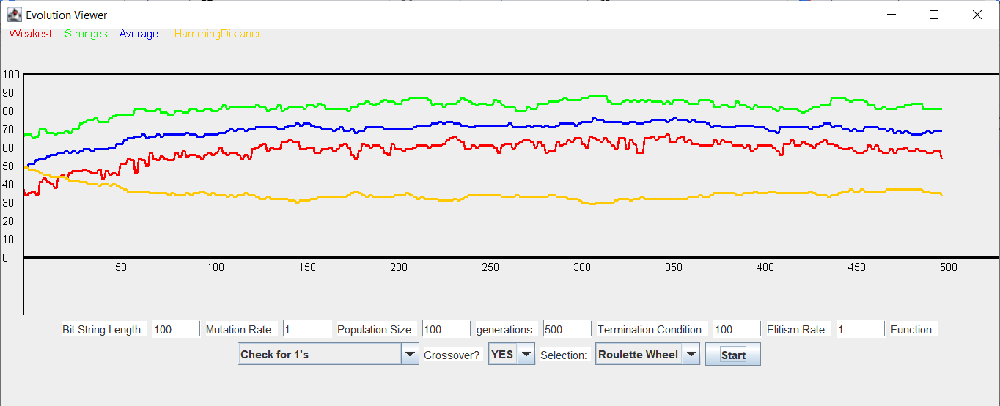 Evolution Viewer
Weakest Strongest Average HammingDistance
100
90
80
70
60
50
40
30
20
10
0
50 100 150 200 250 300 350 400 450 500
Bit String Length: 100 Mutation Rate: 1 Population Size: 100 generations: 500 Termination Condition: 100 Elitism Rate: 1 Function:
Check for 1's Crossover? YES Selection: Roulette Wheel Start